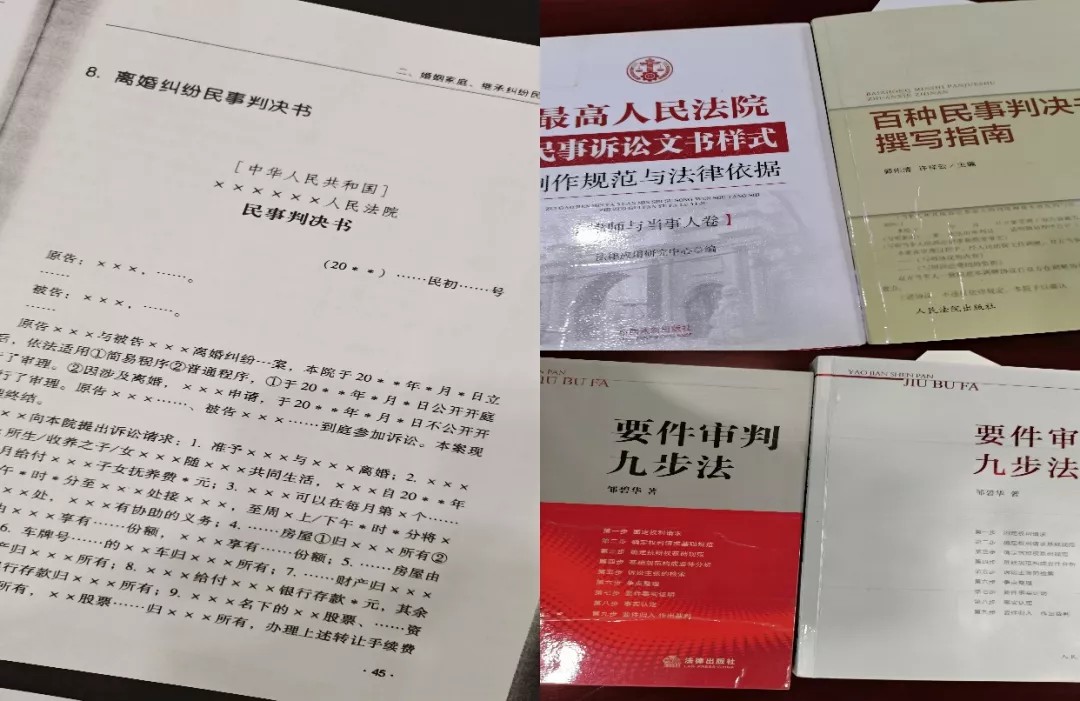 二、婚姻家庭、继承纠纷民
8. 离婚纠纷民事判决书
[中华人民共和国]
×××××人民法院
民事判决书
(20**)……民初……号
原告:×××,……。
……
被告:×××,……。
……
原告×××与被告×××离婚纠纷…案,本院于20**年*月*日立
后,依法适用①简易程序②普通程序,①于20**年*月*日公开开庭
行了审理。②因涉及离婚,×××申请,于20**年*月*日不公开开
行了审理。原告×××……、被告×××……到庭参加诉讼。本案现
理终结。
××向本院提出诉讼请求:1. 准予×××与×××离婚;2. ×××
所生/收养之子/女×××随×××共同生活,×××自20**年
月给付×××子女抚养费*元;3. ×××可以在每月第×个……
午*时*分至×××处接×××,至周×上/下午*时*分将×
××处,×××有协助的义务;4. ……房屋①归×××所有②
由×××享有……份额,×××享有……份额;5. ……房屋由
6. 车牌号……的××车归×××所有;7. ……财产归×××
产归×××所有;8. ×××给付×××银行存款*元,其余
行存款归×××所有;9. ×××名下的××股票、……资
所有,××股票……归×××所有,办理上述转让手续费
·45·
最高人民法院
民事诉讼文书样式
制作规范与法律依据
律师与当事人卷】
法律应用研究中心 编
百种民事判决书
撰写指南
人民法院出版社
JIU BU FA
要件审判
九步法
邹碧华 著
法律出版社
YAO JIAN SHEN PAN
JIU BU FA
要件审
九步法
邹碧华 著